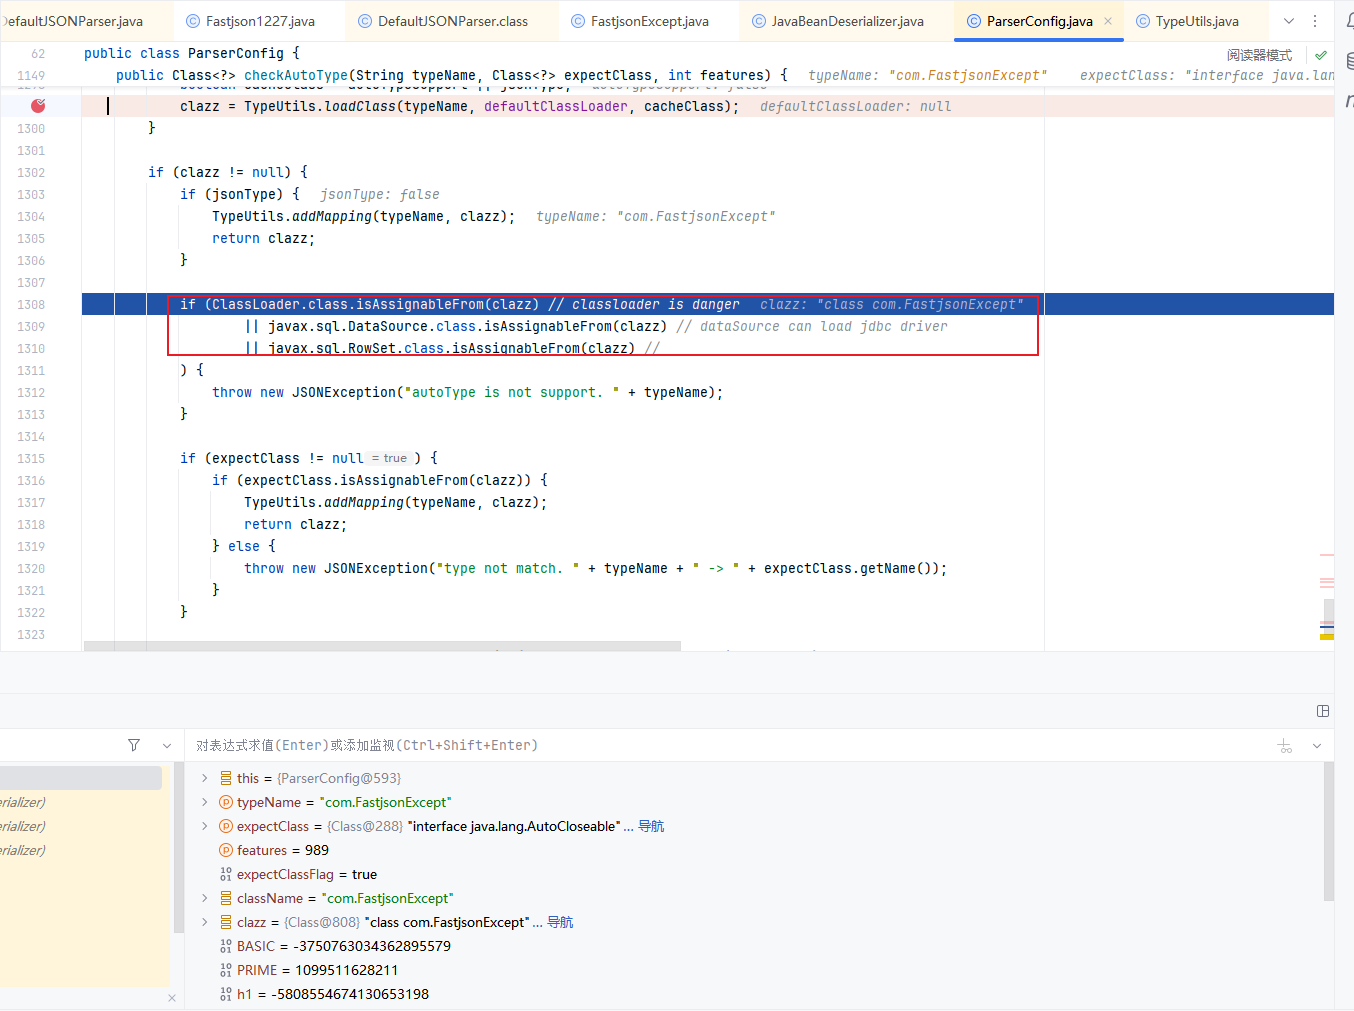 DefaultJSONParser.java Fastjson1227.java DefaultJSONParser.class FastjsonExcept.java JavaBeanDeserializer.java ParserConfig.java TypeUtils.java
62 public class ParserConfig { 阅读器模式
1149 public Class<?> checkAutoType(String typeName, Class<?> expectClass, int features) { typeName: "com.FastjsonExcept" expectClass: "interface java.lan
clazz = TypeUtils.loadClass(typeName, defaultClassLoader, cacheClass); defaultClassLoader: null
1300 }
1301
1302 if (clazz != null) {
1303 if (jsonType) { jsonType: false
1304 TypeUtils.addMapping(typeName, clazz); typeName: "com.FastjsonExcept"
1305 return clazz;
1306 }
1307
1308 if (ClassLoader.class.isAssignableFrom(clazz) // classloader is danger clazz: "class com.FastjsonExcept"
1309 || javax.sql.DataSource.class.isAssignableFrom(clazz) // dataSource can load jdbc driver
1310 || javax.sql.RowSet.class.isAssignableFrom(clazz) //
1311 ) {
1312 throw new JSONException("autoType is not support. " + typeName);
1313 }
1314
1315 if (expectClass != null = true ) {
1316 if (expectClass.isAssignableFrom(clazz)) {
1317 TypeUtils.addMapping(typeName, clazz);
1318 return clazz;
1319 } else {
1320 throw new JSONException("type not match. " + typeName + " -> " + expectClass.getName());
1321 }
1322 }
1323
对表达式求值(Enter)或添加监视(Ctrl+Shift+Enter)
this = {ParserConfig@593}
erializer) typeName = "com.FastjsonExcept"
erializer) expectClass = {Class@288} "interface java.lang.AutoCloseable" ... 导航
erializer) features = 989
expectClassFlag = true
className = "com.FastjsonExcept"
clazz = {Class@808} "class com.FastjsonExcept" ... 导航
BASIC = -3750763034362895579
PRIME = 1099511628211
h1 = -5808554674130653198